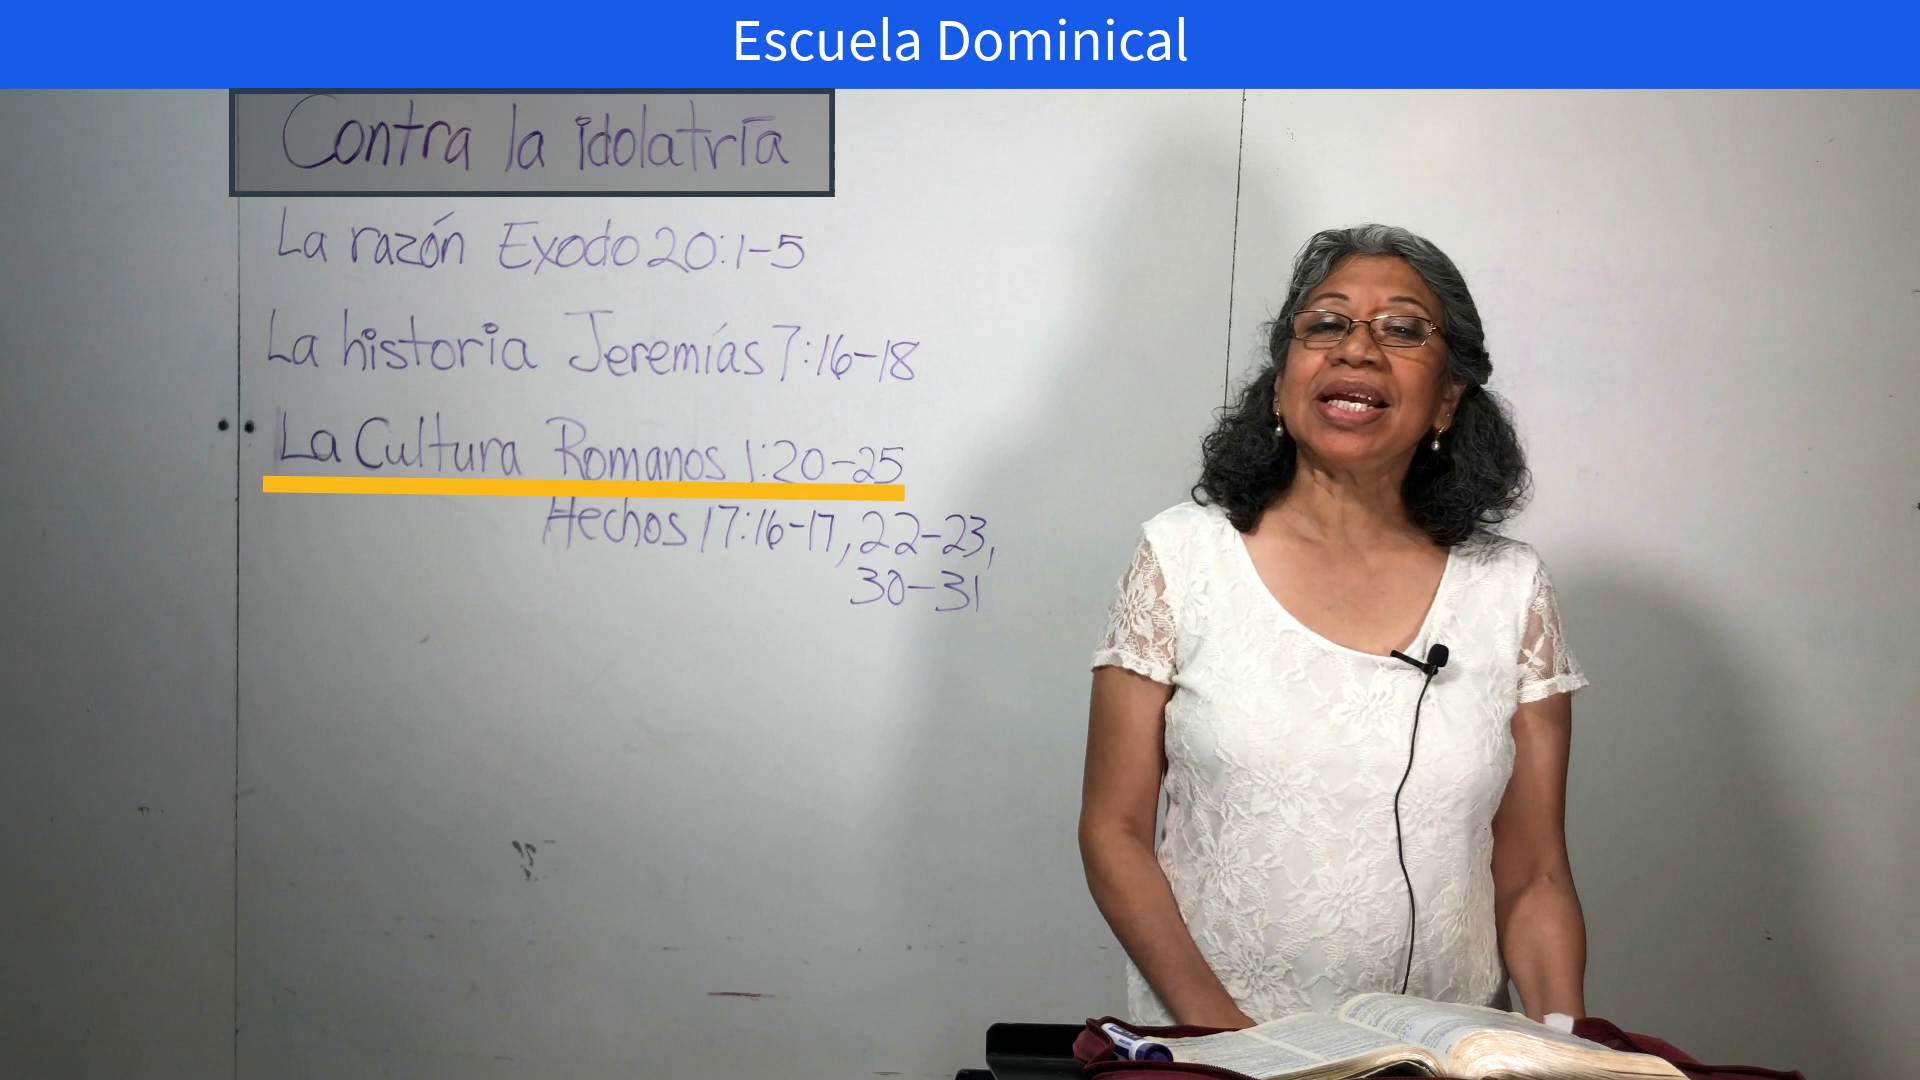 Escuela Dominical
Contra la idolatría
La razón Exodo 20:1-5
La historia Jeremías 7:16-18
La Cultura Romanos 1:20-25
Hechos 17:16-17, 22-23,
30-31